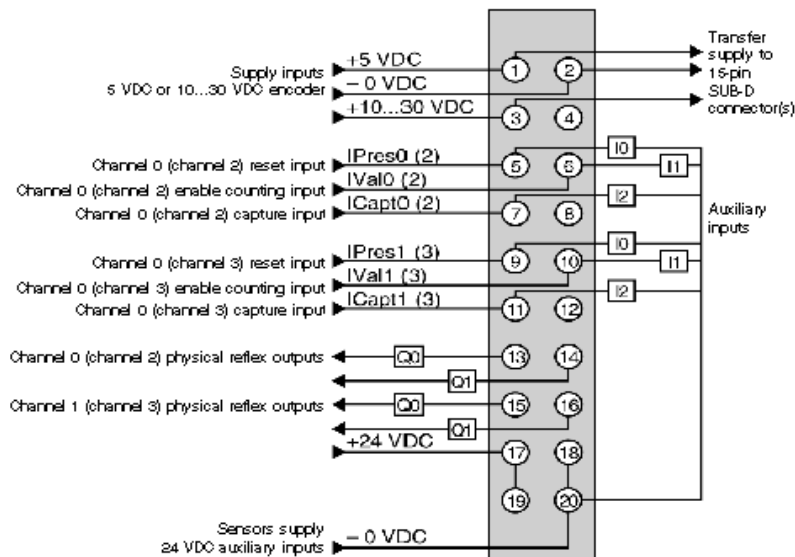 Transfer
supply to
15-pin
SUB-D
connector(s)
Supply inputs
5 VDC or 10...30 VDC encoder
+5 VDC
– 0 VDC
+10...30 VDC
1 2
3 4
Channel 0 (channel 2) reset input
IPres0 (2)
5 6
I0
I1
Channel 0 (channel 2) enable counting input
IVal0 (2)
Channel 0 (channel 2) capture input
ICapt0 (2)
7 8
I2
Auxiliary
inputs
Channel 0 (channel 3) reset input
IPres1 (3)
9 10
I0
I1
Channel 0 (channel 3) enable counting input
IVal1 (3)
Channel 0 (channel 3) capture input
ICapt1 (3)
11 12
I2
Channel 0 (channel 2) physical reflex outputs
Q0
13 14
Q1
Channel 1 (channel 3) physical reflex outputs
Q0
15 16
Q1
+24 VDC
17 18
19 20
Sensors supply
24 VDC auxiliary inputs
– 0 VDC